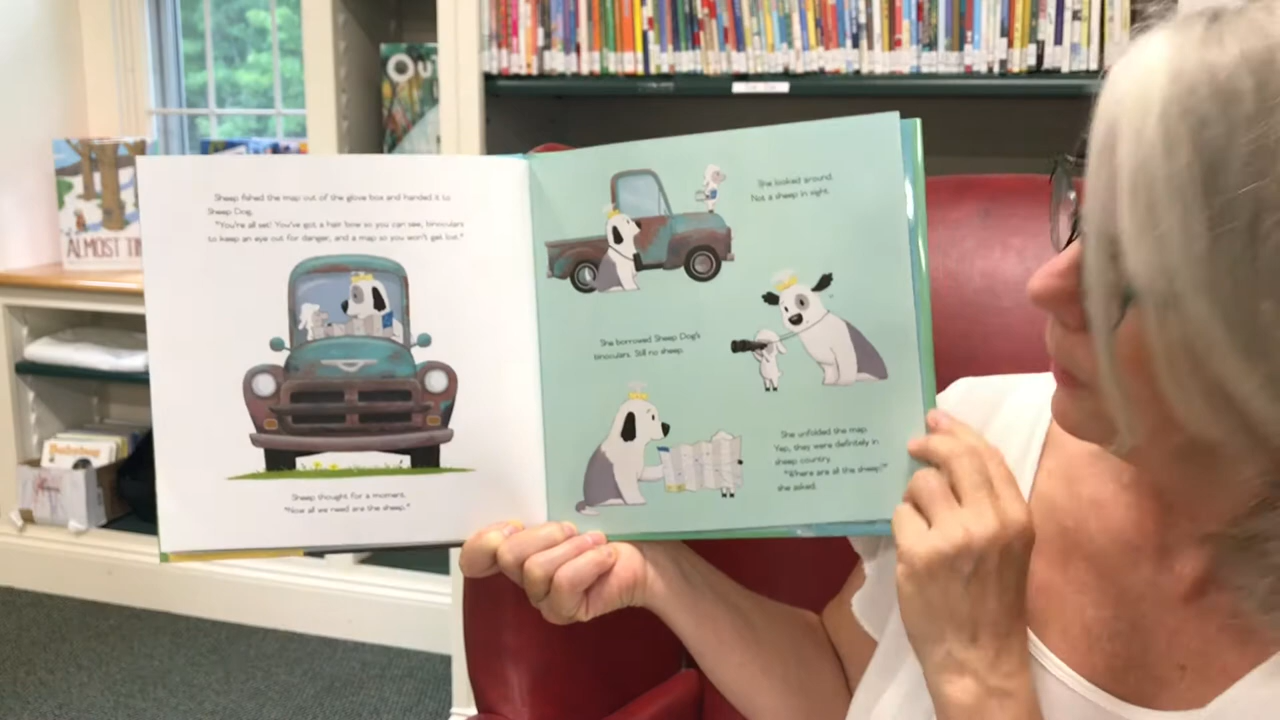 Ou
ALMOST TI
Sheep fished the map out of the glove box and handed it to
Sheep Dog.
"You're all set! You've got a hair bow so you can see, binoculars
to keep an eye out for danger, and a map so you won't get lost."
Sheep thought for a moment.
"Now all we need are the sheep."
She looked around.
Not a sheep in sight.
She borrowed Sheep Dog's
binoculars. Still no sheep.
She unfolded the map.
Yep, they were definitely in
sheep country.
"Where are all the sheep?"
she asked.